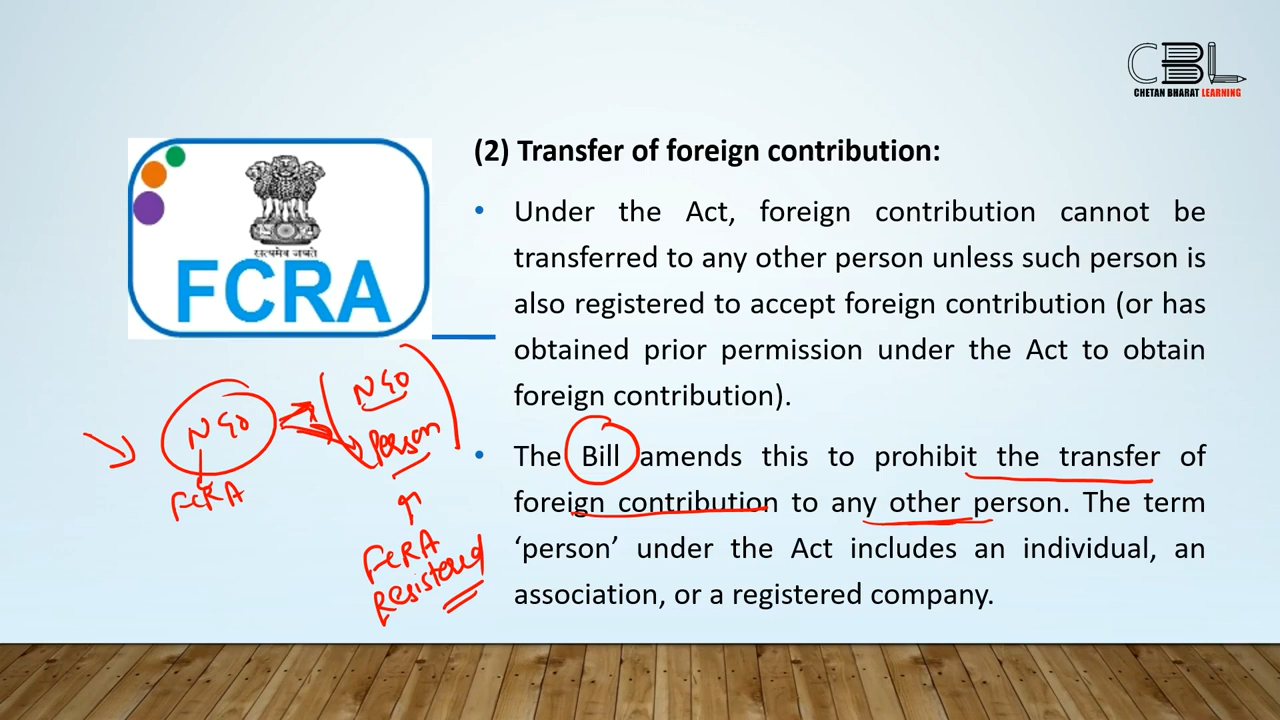 CBL
CHETAN BHARAT LEARNING
(2) Transfer of foreign contribution:
सत्यमेव जयते
FCRA
Under the Act, foreign contribution cannot be
transferred to any other person unless such person is
also registered to accept foreign contribution (or has
obtained prior permission under the Act to obtain
foreign contribution).
The Bill amends this to prohibit the transfer of
foreign contribution to any other person. The term
‘person’ under the Act includes an individual, an
association, or a registered company.
NGO
FCRA
NGO
Person
FCRA
Resistered